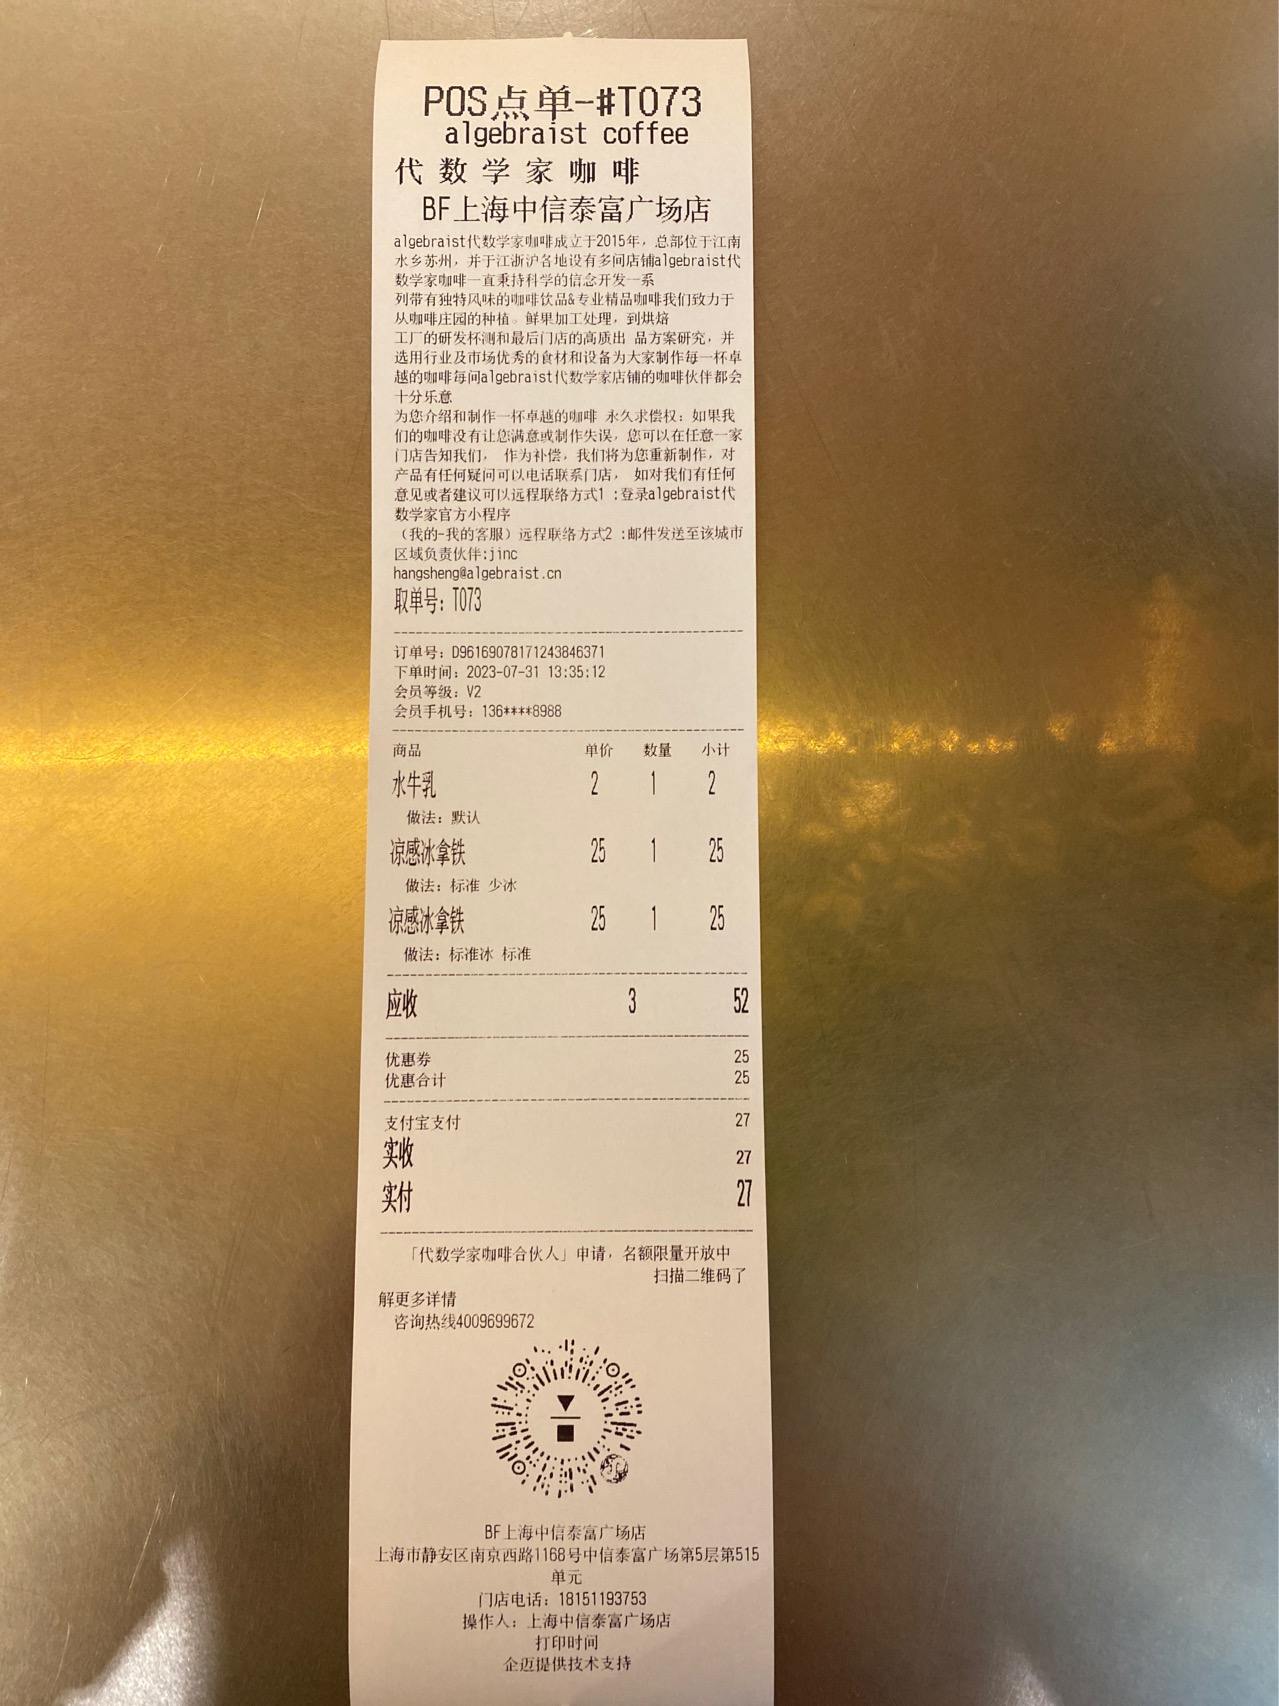 POS点单-#T073
algebraist coffee
代数学家咖啡
BF上海中信泰富广场店
algebraist代数学家咖啡成立于2015年，总部位于江南
水乡苏州，并于江浙沪各地设有多间店铺algebraist代
数学家咖啡一直秉持科学的信念开发一系
列带有独特风味的咖啡饮品&专业精品咖啡我们致力于
从咖啡庄园的种植。鲜果加工处理，到烘焙
工厂的研发杯测和最后门店的高质出 品方案研究，并
选用行业及市场优秀的食材和设备为大家制作每一杯卓
越的咖啡每间algebraist代数学家店铺的咖啡伙伴都会
十分乐意
为您介绍和制作一杯卓越的咖啡 永久求偿权：如果我
们的咖啡没有让您满意或制作失误，您可以在任意一家
门店告知我们， 作为补偿，我们将为您重新制作，对
产品有任何疑问可以电话联系门店， 如对我们有任何
意见或者建议可以远程联络方式1 :登录algebraist代
数学家官方小程序
（我的-我的客服）远程联络方式2 :邮件发送至该城市
区域负责伙伴:jinc
hangsheng@algebraist.cn
取单号：T073
订单号：D96169078171243846371
下单时间：2023-07-31 13:35:12
会员等级：V2
会员手机号：136****8988
商品 单价 数量 小计
水牛乳 2 1 2
做法：默认
凉感冰拿铁 25 1 25
做法：标准 少冰
凉感冰拿铁 25 1 25
做法：标准冰 标准
应收 3 52
优惠券 25
优惠合计 25
支付宝支付 27
实收 27
实付 27
「代数学家咖啡合伙人」申请，名额限量开放中
扫描二维码了
解更多详情
咨询热线4009699672
BF上海中信泰富广场店
上海市静安区南京西路1168号中信泰富广场第5层第515
单元
门店电话：18151193753
操作人：上海中信泰富广场店
打印时间
企迈提供技术支持